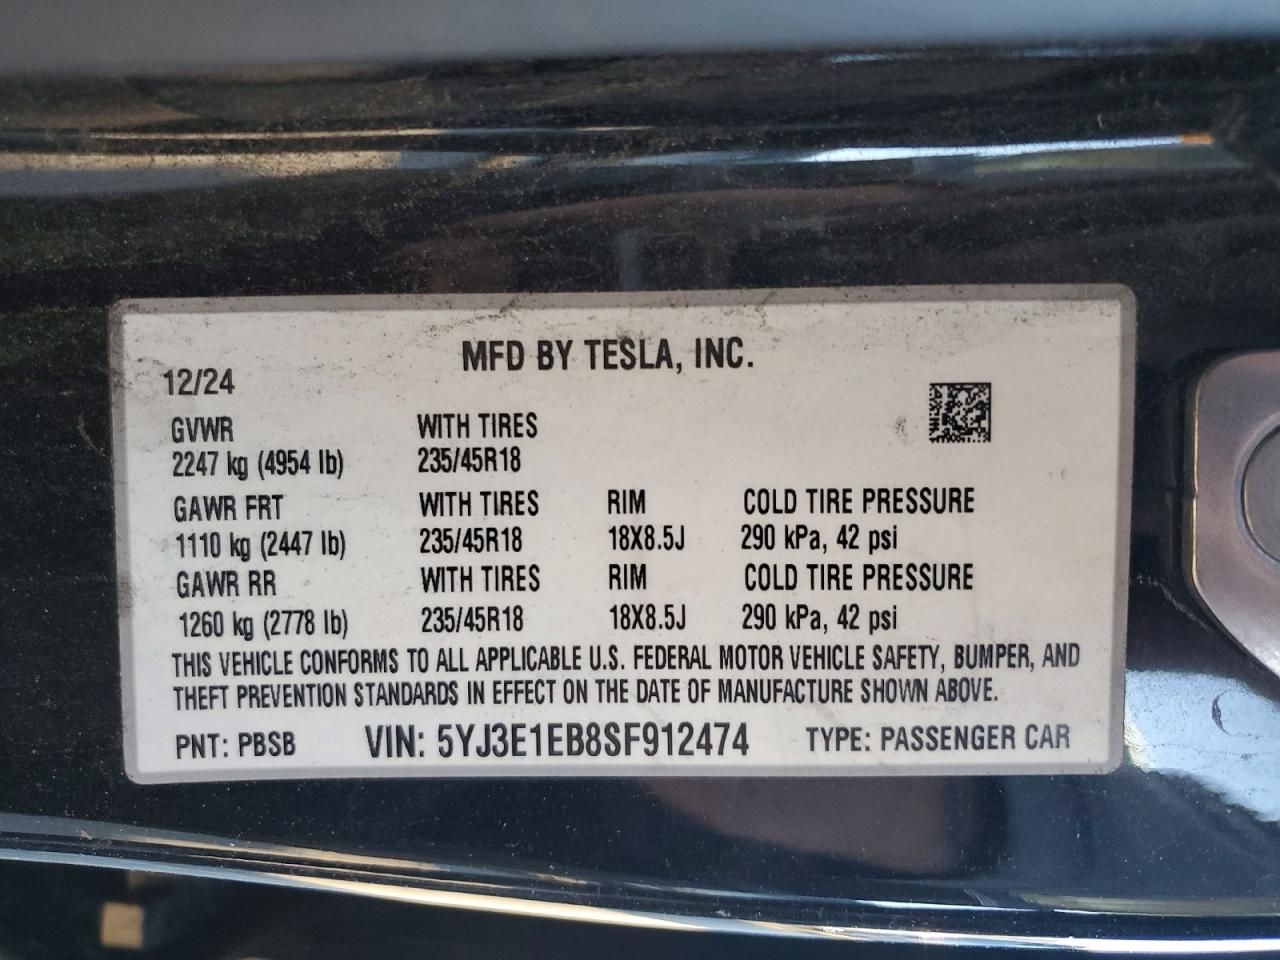 MFD BY TESLA, INC.
12/24
GVWR WITH TIRES
2247 kg (4954 lb) 235/45R18
GAWR FRT WITH TIRES RIM COLD TIRE PRESSURE
1110 kg (2447 lb) 235/45R18 18X8.5J 290 kPa, 42 psi
GAWR RR WITH TIRES RIM COLD TIRE PRESSURE
1260 kg (2778 lb) 235/45R18 18X8.5J 290 kPa, 42 psi
THIS VEHICLE CONFORMS TO ALL APPLICABLE U.S. FEDERAL MOTOR VEHICLE SAFETY, BUMPER, AND
THEFT PREVENTION STANDARDS IN EFFECT ON THE DATE OF MANUFACTURE SHOWN ABOVE.
PNT: PBSB VIN: 5YJ3E1EB8SF912474 TYPE: PASSENGER CAR